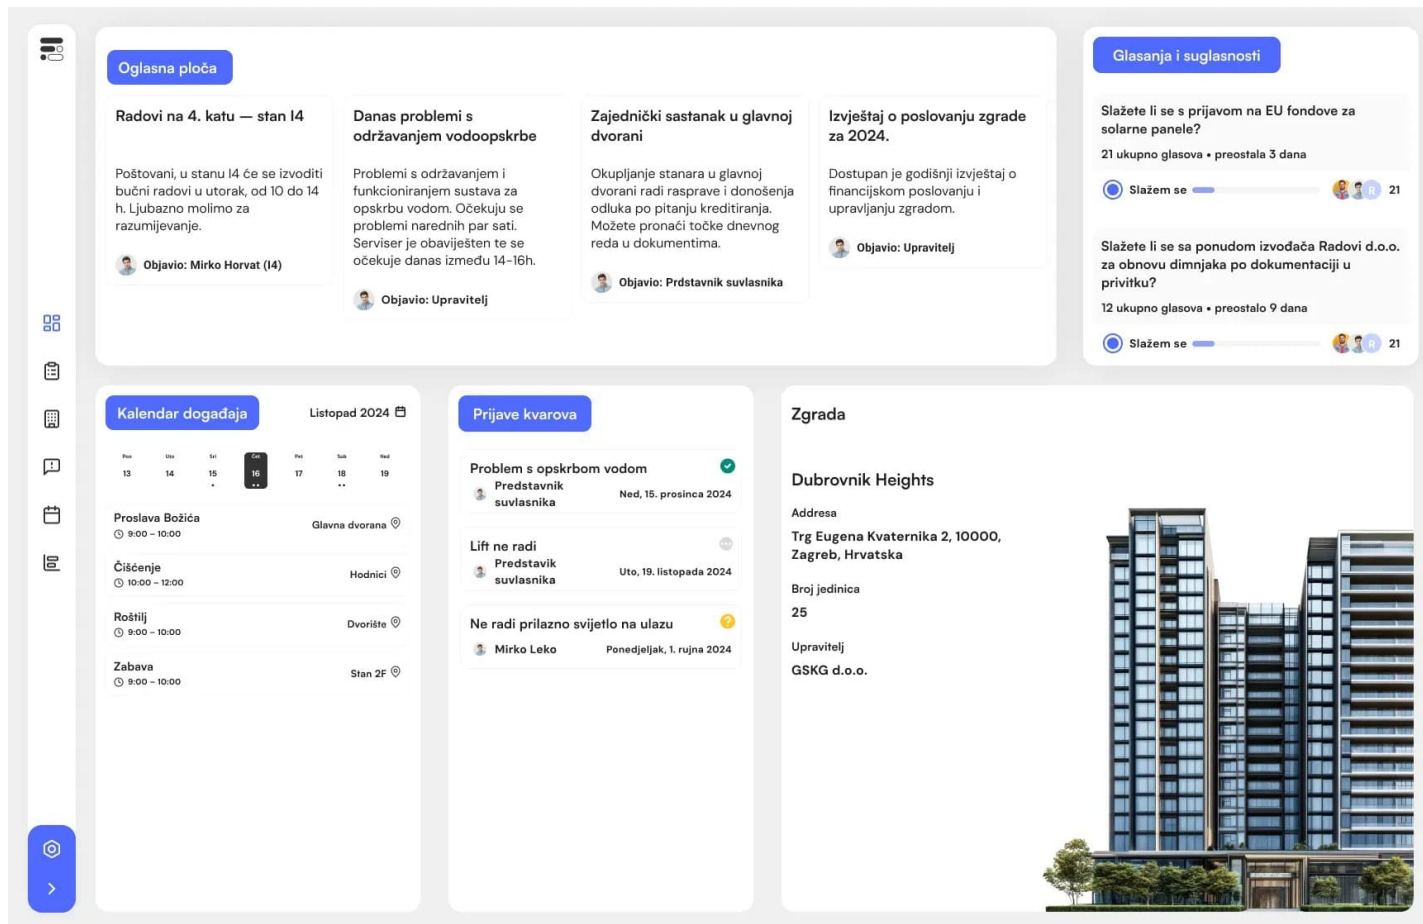 Oglasna ploča
Radovi na 4. katu — stan I4
Poštovani, u stanu I4 će se izvoditi
bučni radovi u utorak, od 10 do 14
h. Ljubazno molimo za
razumijevanje.
Objavio: Mirko Horvat (I4)
Danas problemi s
održavanjem vodoopskrbe
Problemi s održavanjem i
funkcioniranjem sustava za
opskrbu vodom. Očekuju se
problemi narednih par sati.
Serviser je obaviješten te se
očekuje danas između 14-16h.
Objavio: Upravitelj
Zajednički sastanak u glavnoj
dvorani
Okupljanje stanara u glavnoj
dvorani radi rasprave i donošenja
odluka po pitanju kreditiranja.
Možete pronaći točke dnevnog
reda u dokumentima.
Objavio: Prdstavnik suvlasnika
Izvještaj o poslovanju zgrade
za 2024.
Dostupan je godišnji izvještaj o
financijskom poslovanju i
upravljanju zgradom.
Objavio: Upravitelj
Glasanja i suglasnosti
Slažete li se s prijavom na EU fondove za
solarne panele?
21 ukupno glasova • preostala 3 dana
Slažem se R 21
Slažete li se sa ponudom izvođača Radovi d.o.o.
za obnovu dimnjaka po dokumentaciji u
privitku?
12 ukupno glasova • preostalo 9 dana
Slažem se R 21
Kalendar događaja
Listopad 2024
Pon Uto Sri Čet Pet Sub Ned
13 14 15 16 17 18 19
Proslava Božića
9:00 – 10:00
Glavna dvorana
Čišćenje
10:00 – 12:00
Hodnici
Roštilj
9:00 – 10:00
Dvorište
Zabava
9:00 – 10:00
Stan 2F
Prijave kvarova
Problem s opskrbom vodom
Predstavnik
suvlasnika
Ned, 15. prosinca 2024
Lift ne radi
Predstavik
suvlasnika
Uto, 19. listopada 2024
Ne radi prilazno svijetlo na ulazu
Mirko Leko
Ponedjeljak, 1. rujna 2024
Zgrada
Dubrovnik Heights
Addresa
Trg Eugena Kvaternika 2, 10000,
Zagreb, Hrvatska
Broj jedinica
25
Upravitelj
GSKG d.o.o.